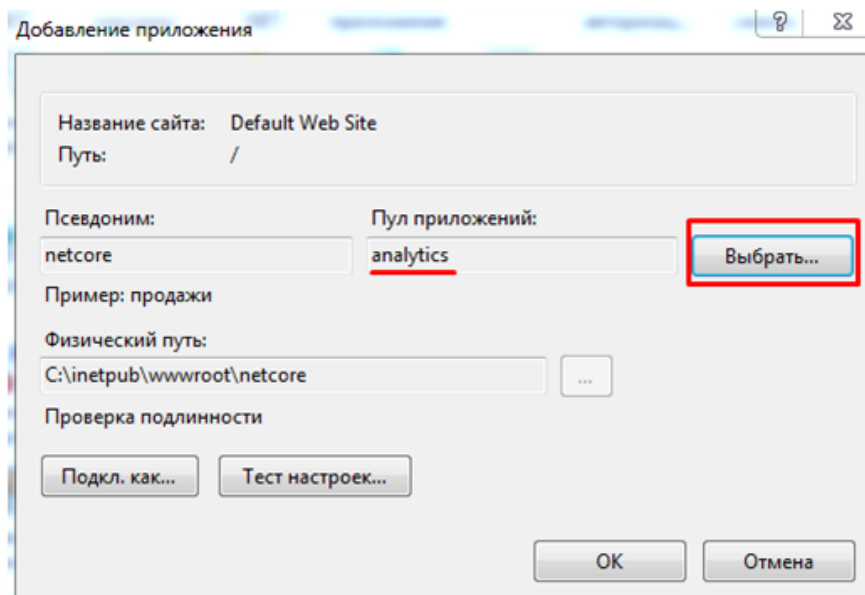 Добавление приложения
Название сайта: Default Web Site
Путь: /
Псевдоним: Пул приложений:
netcore analytics Выбрать...
Пример: продажи
Физический путь:
C:\inetpub\wwwroot\netcore ...
Проверка подлинности
Подкл. как... Тест настроек...
ОК Отмена